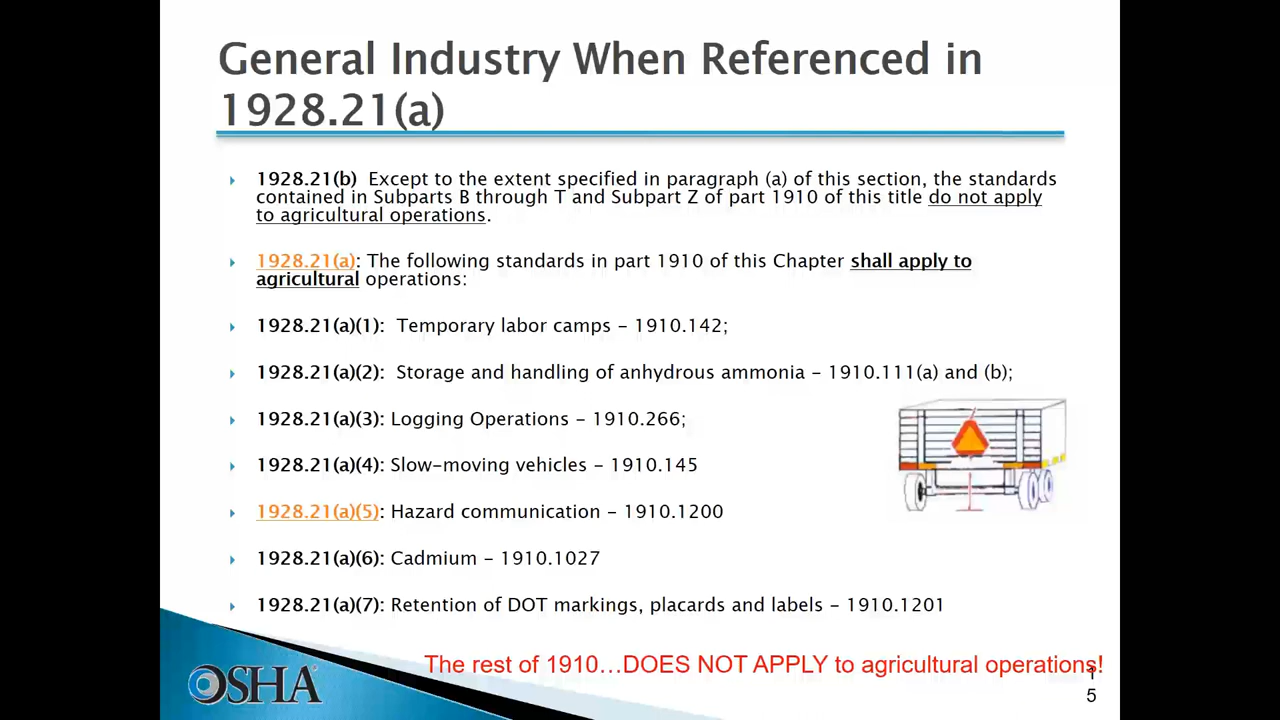 General Industry When Referenced in
1928.21(a)
1928.21(b) Except to the extent specified in paragraph (a) of this section, the standards
contained in Subparts B through T and Subpart Z of part 1910 of this title do not apply
to agricultural operations.
1928.21(a): The following standards in part 1910 of this Chapter shall apply to
agricultural operations:
1928.21(a)(1): Temporary labor camps – 1910.142;
1928.21(a)(2): Storage and handling of anhydrous ammonia – 1910.111(a) and (b);
1928.21(a)(3): Logging Operations – 1910.266;
1928.21(a)(4): Slow-moving vehicles – 1910.145
1928.21(a)(5): Hazard communication – 1910.1200
1928.21(a)(6): Cadmium – 1910.1027
1928.21(a)(7): Retention of DOT markings, placards and labels – 1910.1201
The rest of 1910...DOES NOT APPLY to agricultural operations!
1
5
OSHA